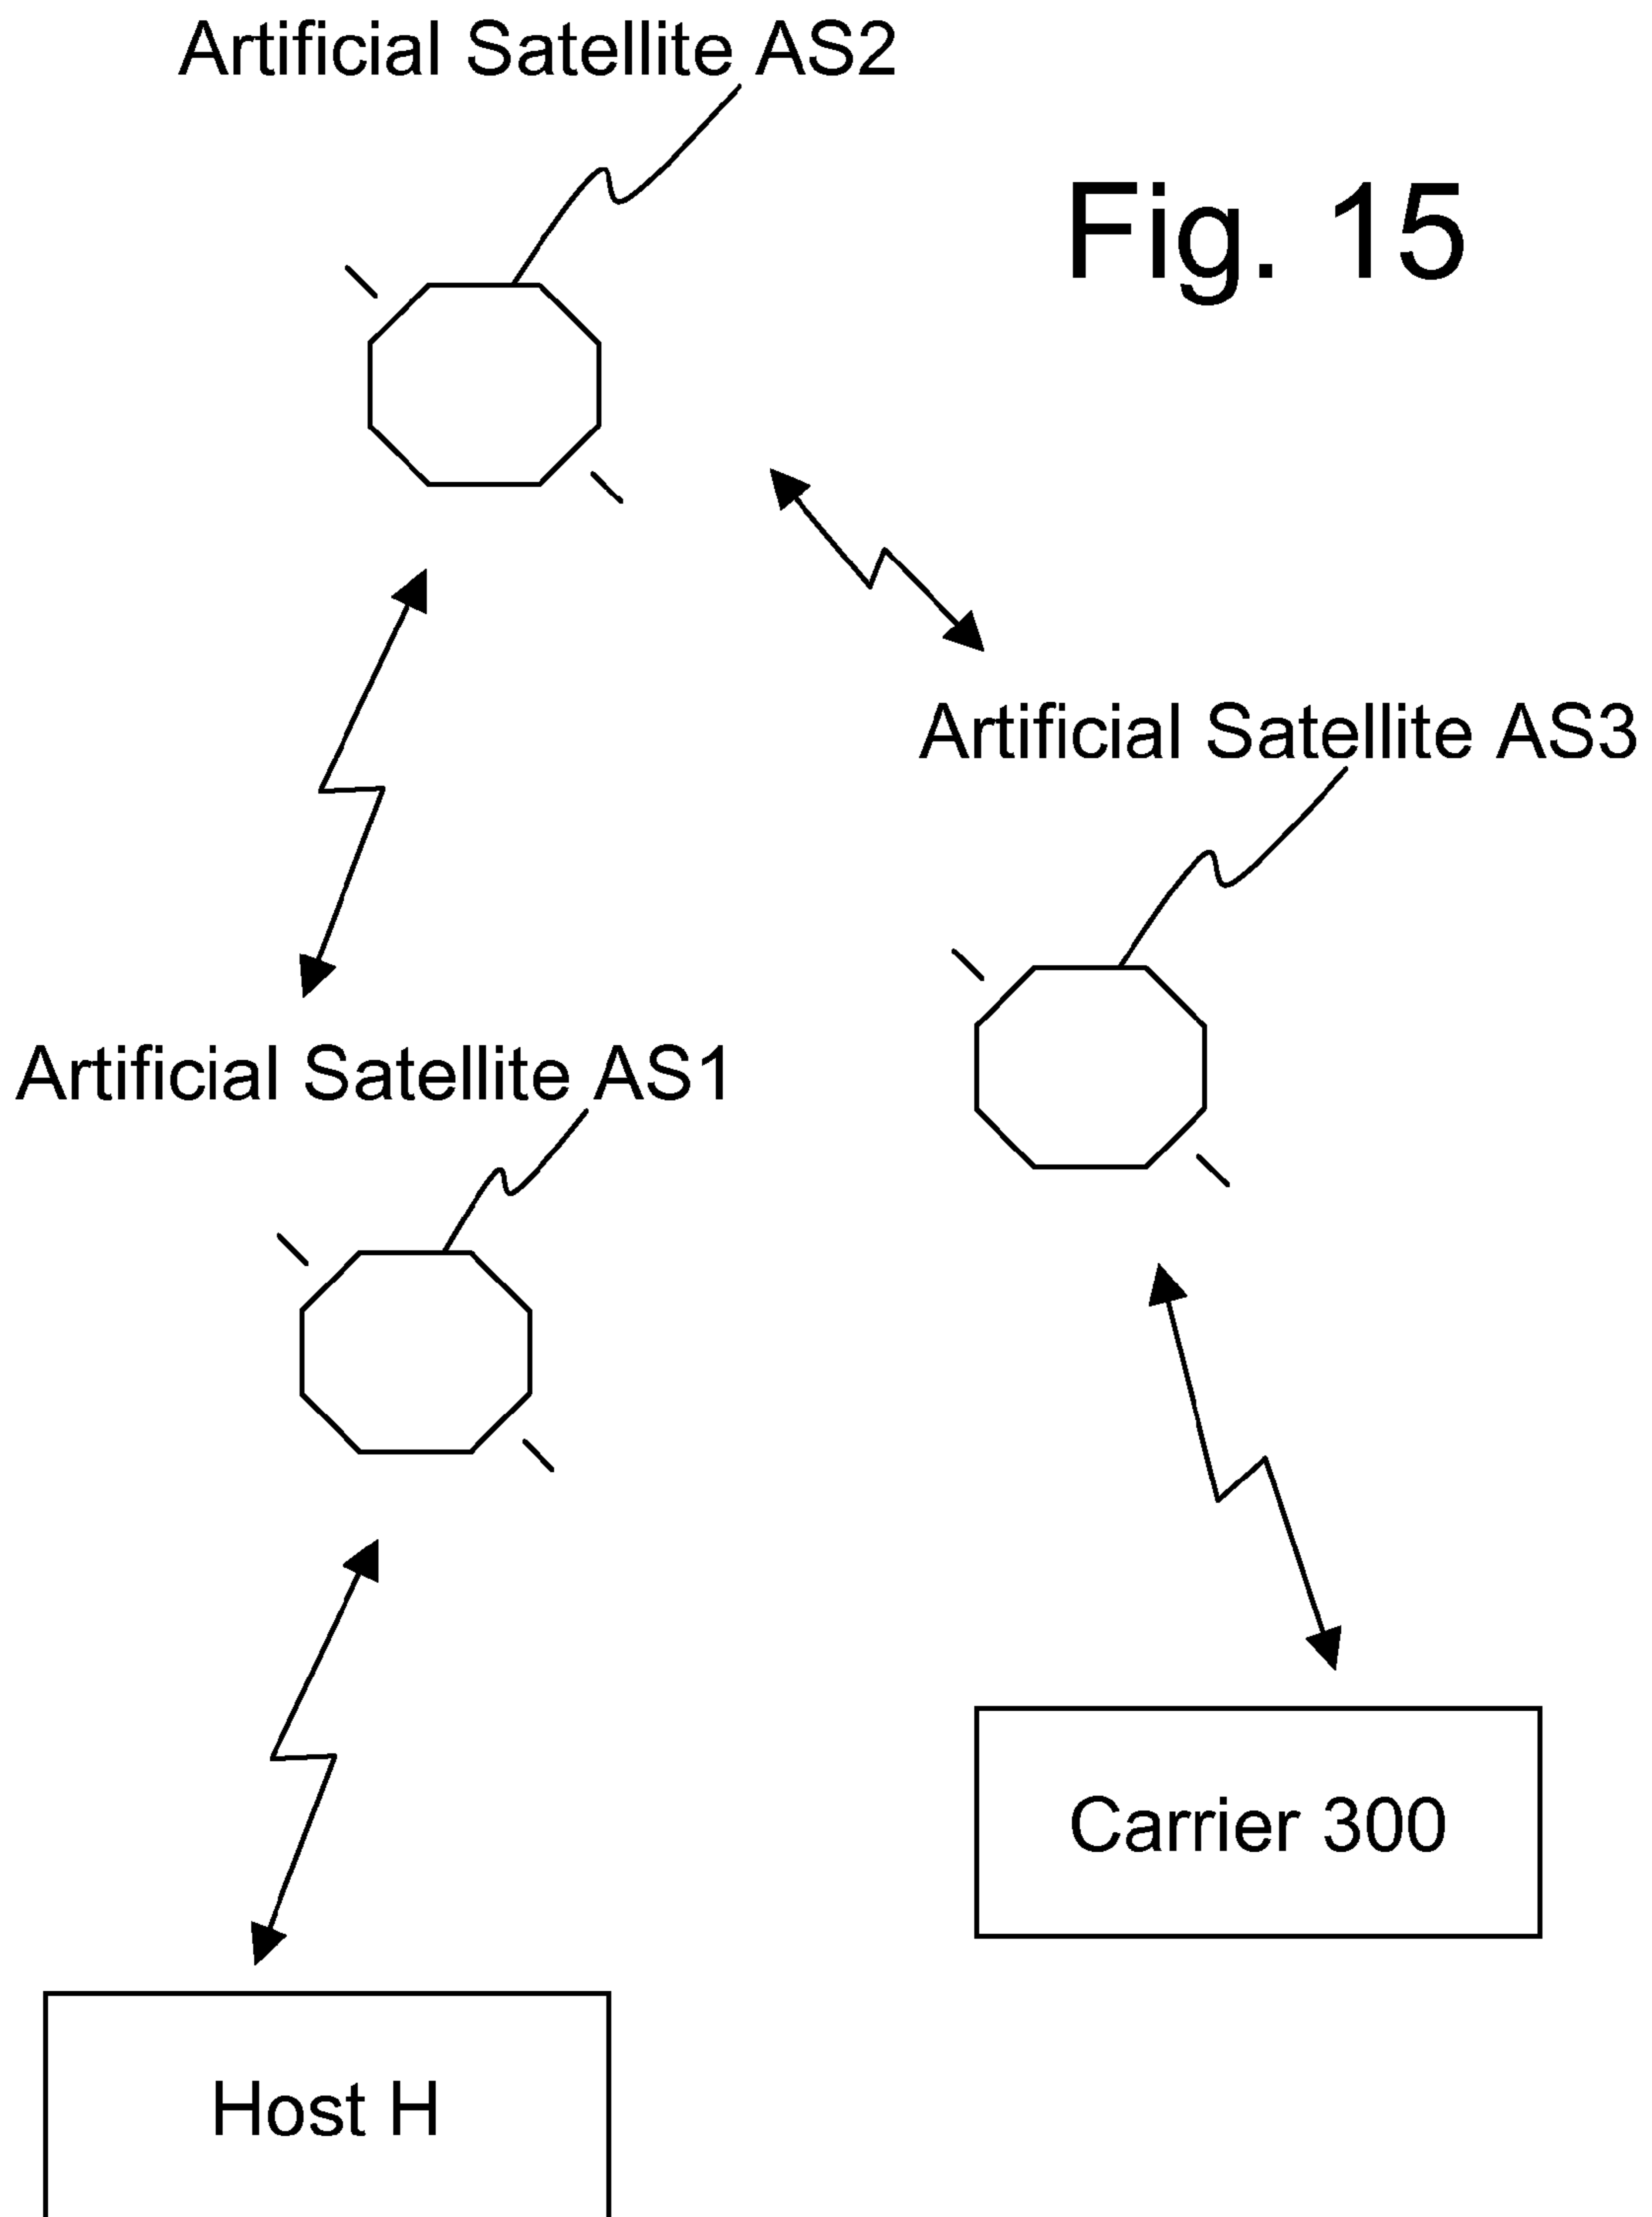 Artificial Satellite AS2
Fig. 15
Artificial Satellite AS3
Artificial Satellite AS1
Carrier 300
Host H